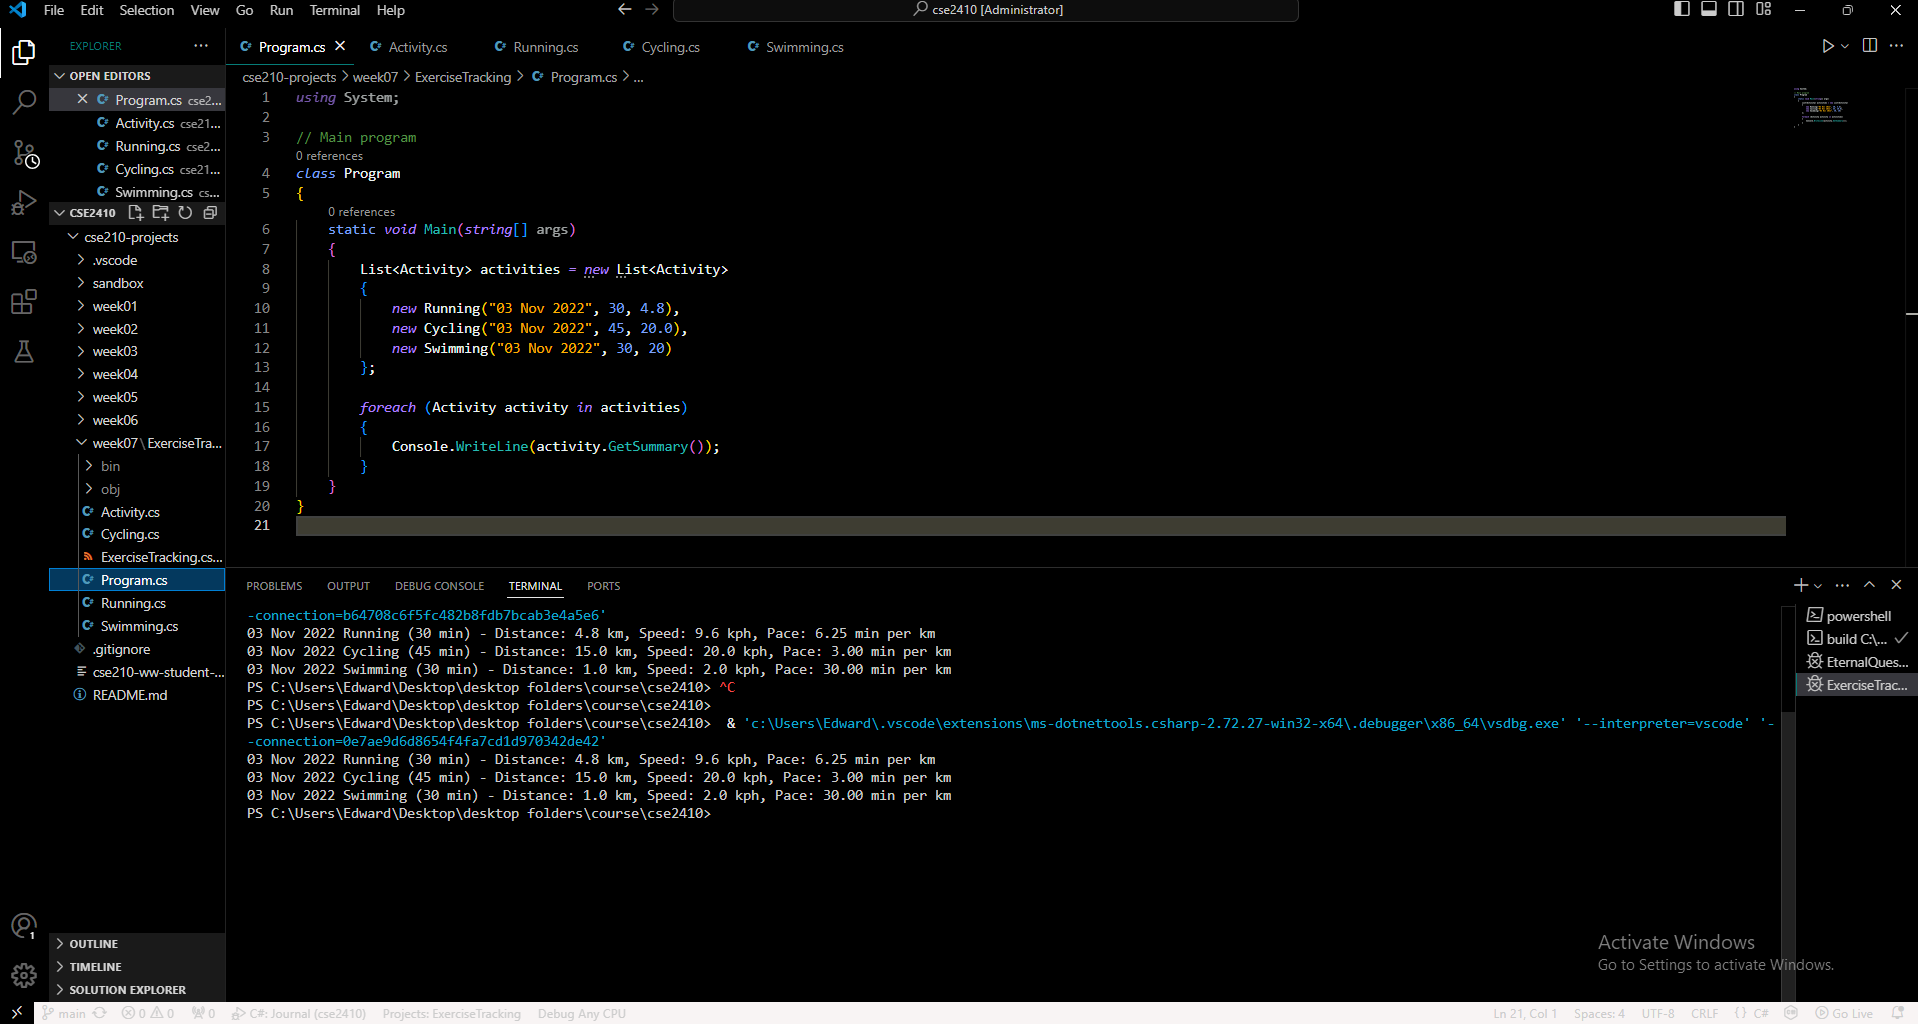 File Edit Selection View Go Run Terminal Help
cse2410 [Administrator]
EXPLORER
OPEN EDITORS
Program.cs cse2...
Activity.cs cse21...
Running.cs cse2...
Cycling.cs cse21...
Swimming.cs cs...
CSE2410
cse210-projects
.vscode
sandbox
week01
week02
week03
week04
week05
week06
week07\ExerciseTra...
bin
obj
Activity.cs
Cycling.cs
ExerciseTracking.cs...
Program.cs
Running.cs
Swimming.cs
.gitignore
cse210-ww-student-...
README.md
OUTLINE
TIMELINE
SOLUTION EXPLORER
Program.cs Activity.cs Running.cs Cycling.cs Swimming.cs
cse210-projects > week07 > ExerciseTracking > Program.cs > ...
1 using System;
2
3 // Main program
0 references
4 class Program
5 {
0 references
6 static void Main(string[] args)
7 {
8 List<Activity> activities = new List<Activity>
9 {
10 new Running("03 Nov 2022", 30, 4.8),
11 new Cycling("03 Nov 2022", 45, 20.0),
12 new Swimming("03 Nov 2022", 30, 20)
13 };
14
15 foreach (Activity activity in activities)
16 {
17 Console.WriteLine(activity.GetSummary());
18 }
19 }
20 }
21
PROBLEMS OUTPUT DEBUG CONSOLE TERMINAL PORTS
-connection=b64708c6f5fc482b8fdb7bcab3e4a5e6'
03 Nov 2022 Running (30 min) - Distance: 4.8 km, Speed: 9.6 kph, Pace: 6.25 min per km
03 Nov 2022 Cycling (45 min) - Distance: 15.0 km, Speed: 20.0 kph, Pace: 3.00 min per km
03 Nov 2022 Swimming (30 min) - Distance: 1.0 km, Speed: 2.0 kph, Pace: 30.00 min per km
PS C:\Users\Edward\Desktop\desktop folders\course\cse2410> ^C
PS C:\Users\Edward\Desktop\desktop folders\course\cse2410>
PS C:\Users\Edward\Desktop\desktop folders\course\cse2410> & 'c:\Users\Edward\.vscode\extensions\ms-dotnettools.csharp-2.72.27-win32-x64\.debugger\x86_64\vsdbg.exe' '--interpreter=vscode' '-
-connection=0e7ae9d6d8654f4fa7cd1d970342de42'
03 Nov 2022 Running (30 min) - Distance: 4.8 km, Speed: 9.6 kph, Pace: 6.25 min per km
03 Nov 2022 Cycling (45 min) - Distance: 15.0 km, Speed: 20.0 kph, Pace: 3.00 min per km
03 Nov 2022 Swimming (30 min) - Distance: 1.0 km, Speed: 2.0 kph, Pace: 30.00 min per km
PS C:\Users\Edward\Desktop\desktop folders\course\cse2410>
powershell
build C:\...
EternalQues...
ExerciseTrac...
Activate Windows
Go to Settings to activate Windows.
1
main 0 0 0 C#: Journal (cse2410) Projects: ExerciseTracking Debug Any CPU Ln 21, Col 1 Spaces: 4 UTF-8 CRLF {} C# Go Live